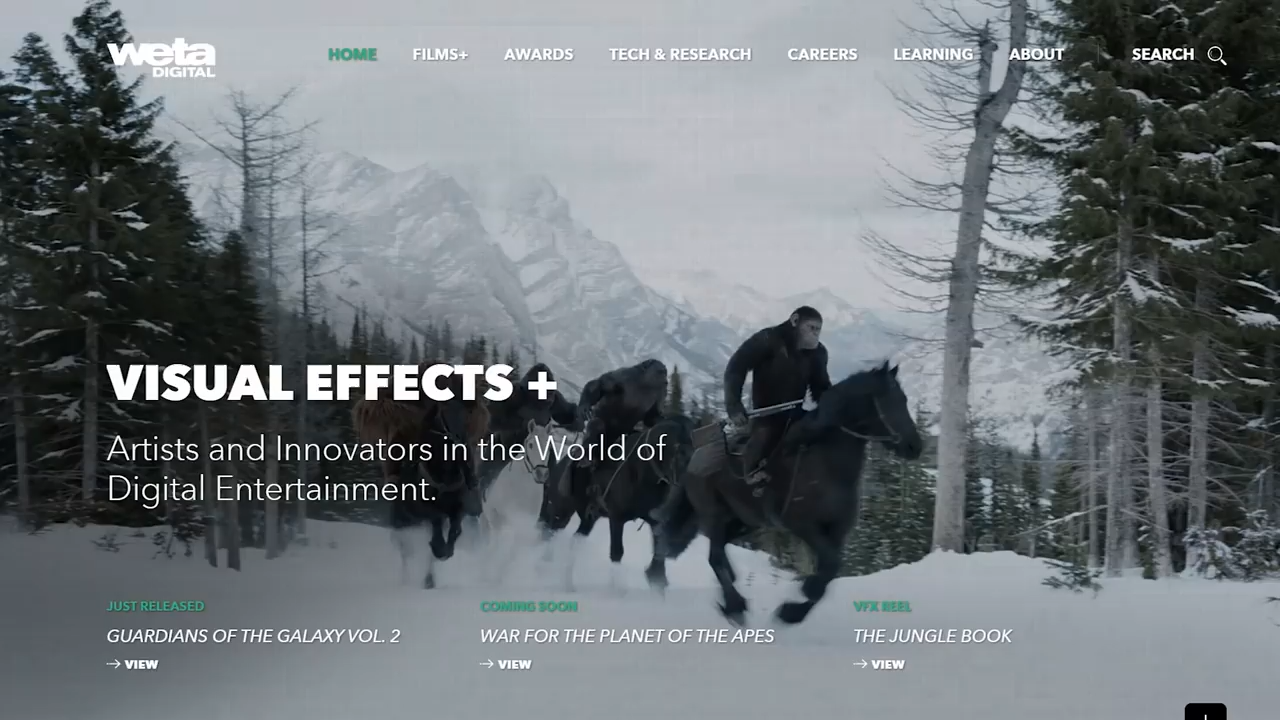 weta
DIGITAL
HOME FILMS+ AWARDS TECH & RESEARCH CAREERS LEARNING ABOUT SEARCH
VISUAL EFFECTS +
Artists and Innovators in the World of
Digital Entertainment.
JUST RELEASED COMING SOON VFX REEL
GUARDIANS OF THE GALAXY VOL. 2 WAR FOR THE PLANET OF THE APES THE JUNGLE BOOK
→ VIEW → VIEW → VIEW